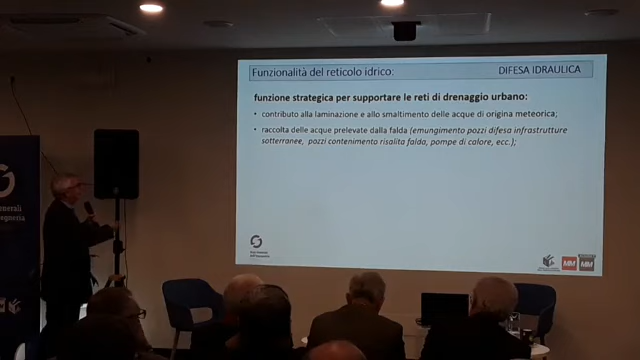 Funzionalità del reticolo idrico:
DIFESA IDRAULICA
funzione strategica per supportare le reti di drenaggio urbano:
• contributo alla laminazione e allo smaltimento delle acque di origine meteorica;
• raccolta delle acque prelevate dalla falda (emungimento pozzi difesa infrastrutture
sotterranee, pozzi contenimento risalita falda, pompe di calore, ecc.);
MM
MM